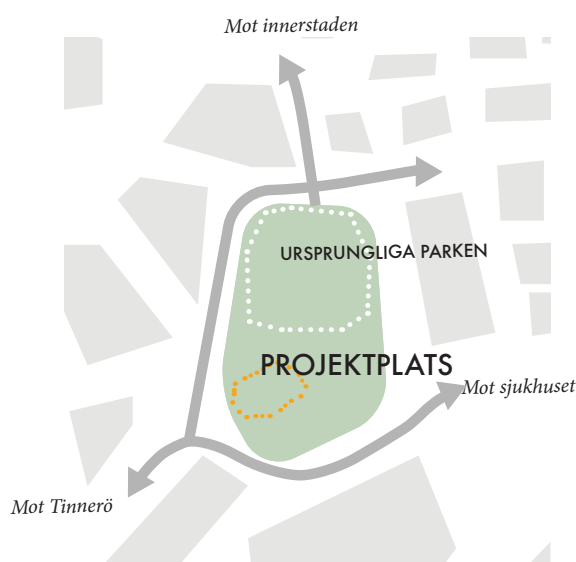 Mot innerstaden
URSPRUNGLIGA PARKEN
PROJEKTPLATS
Mot sjukhuset
Mot Tinnerö